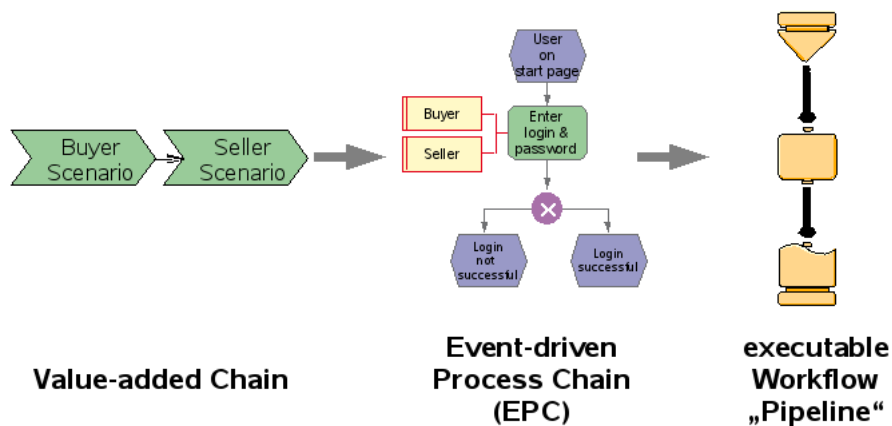 Buyer
Scenario
Seller
Scenario
User
on
start page
Buyer
Seller
Enter
login &
password
Login
not
successful
Login
successful
Value-added Chain
Event-driven
Process Chain
(EPC)
executable
Workflow
„Pipeline“